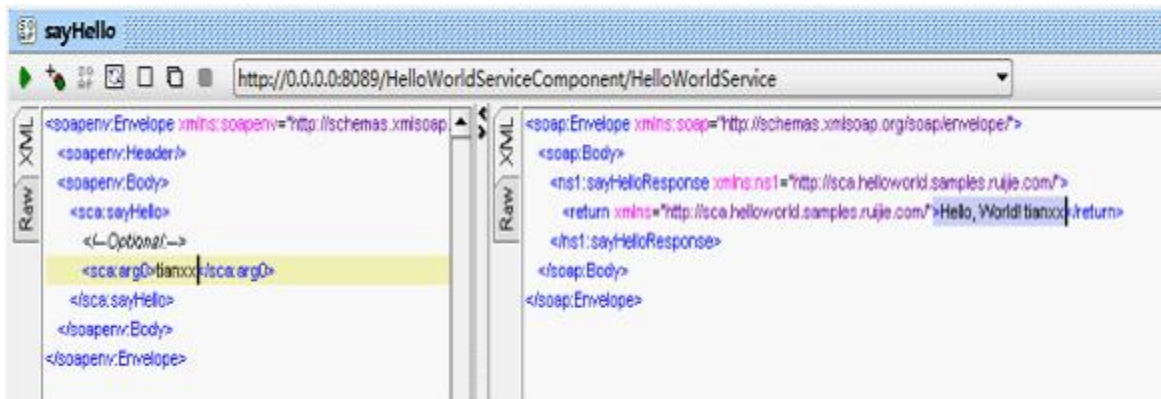 sayHello
http://0.0.0.0:8089/HelloWorldServiceComponent/HelloWorldService
XML
Raw
<soapenv:Envelope xmlns:soapenv="http://schemas.xmlsoap.
<soapenv:Header/>
<soapenv:Body>
<sca:sayHello>
<!--Optional:-->
<sca:arg0>tianxx</sca:arg0>
</sca:sayHello>
</soapenv:Body>
</soapenv:Envelope>
XML
Raw
<soap:Envelope xmlns:soap="http://schemas.xmlsoap.org/soap/envelope/">
<soap:Body>
<ns1:sayHelloResponse xmlns:ns1="http://sca.helloworld.samples.ruijie.com/">
<return xmlns="http://sca.helloworld.samples.ruijie.com/">Hello, World! tianxx</return>
</ns1:sayHelloResponse>
</soap:Body>
</soap:Envelope>